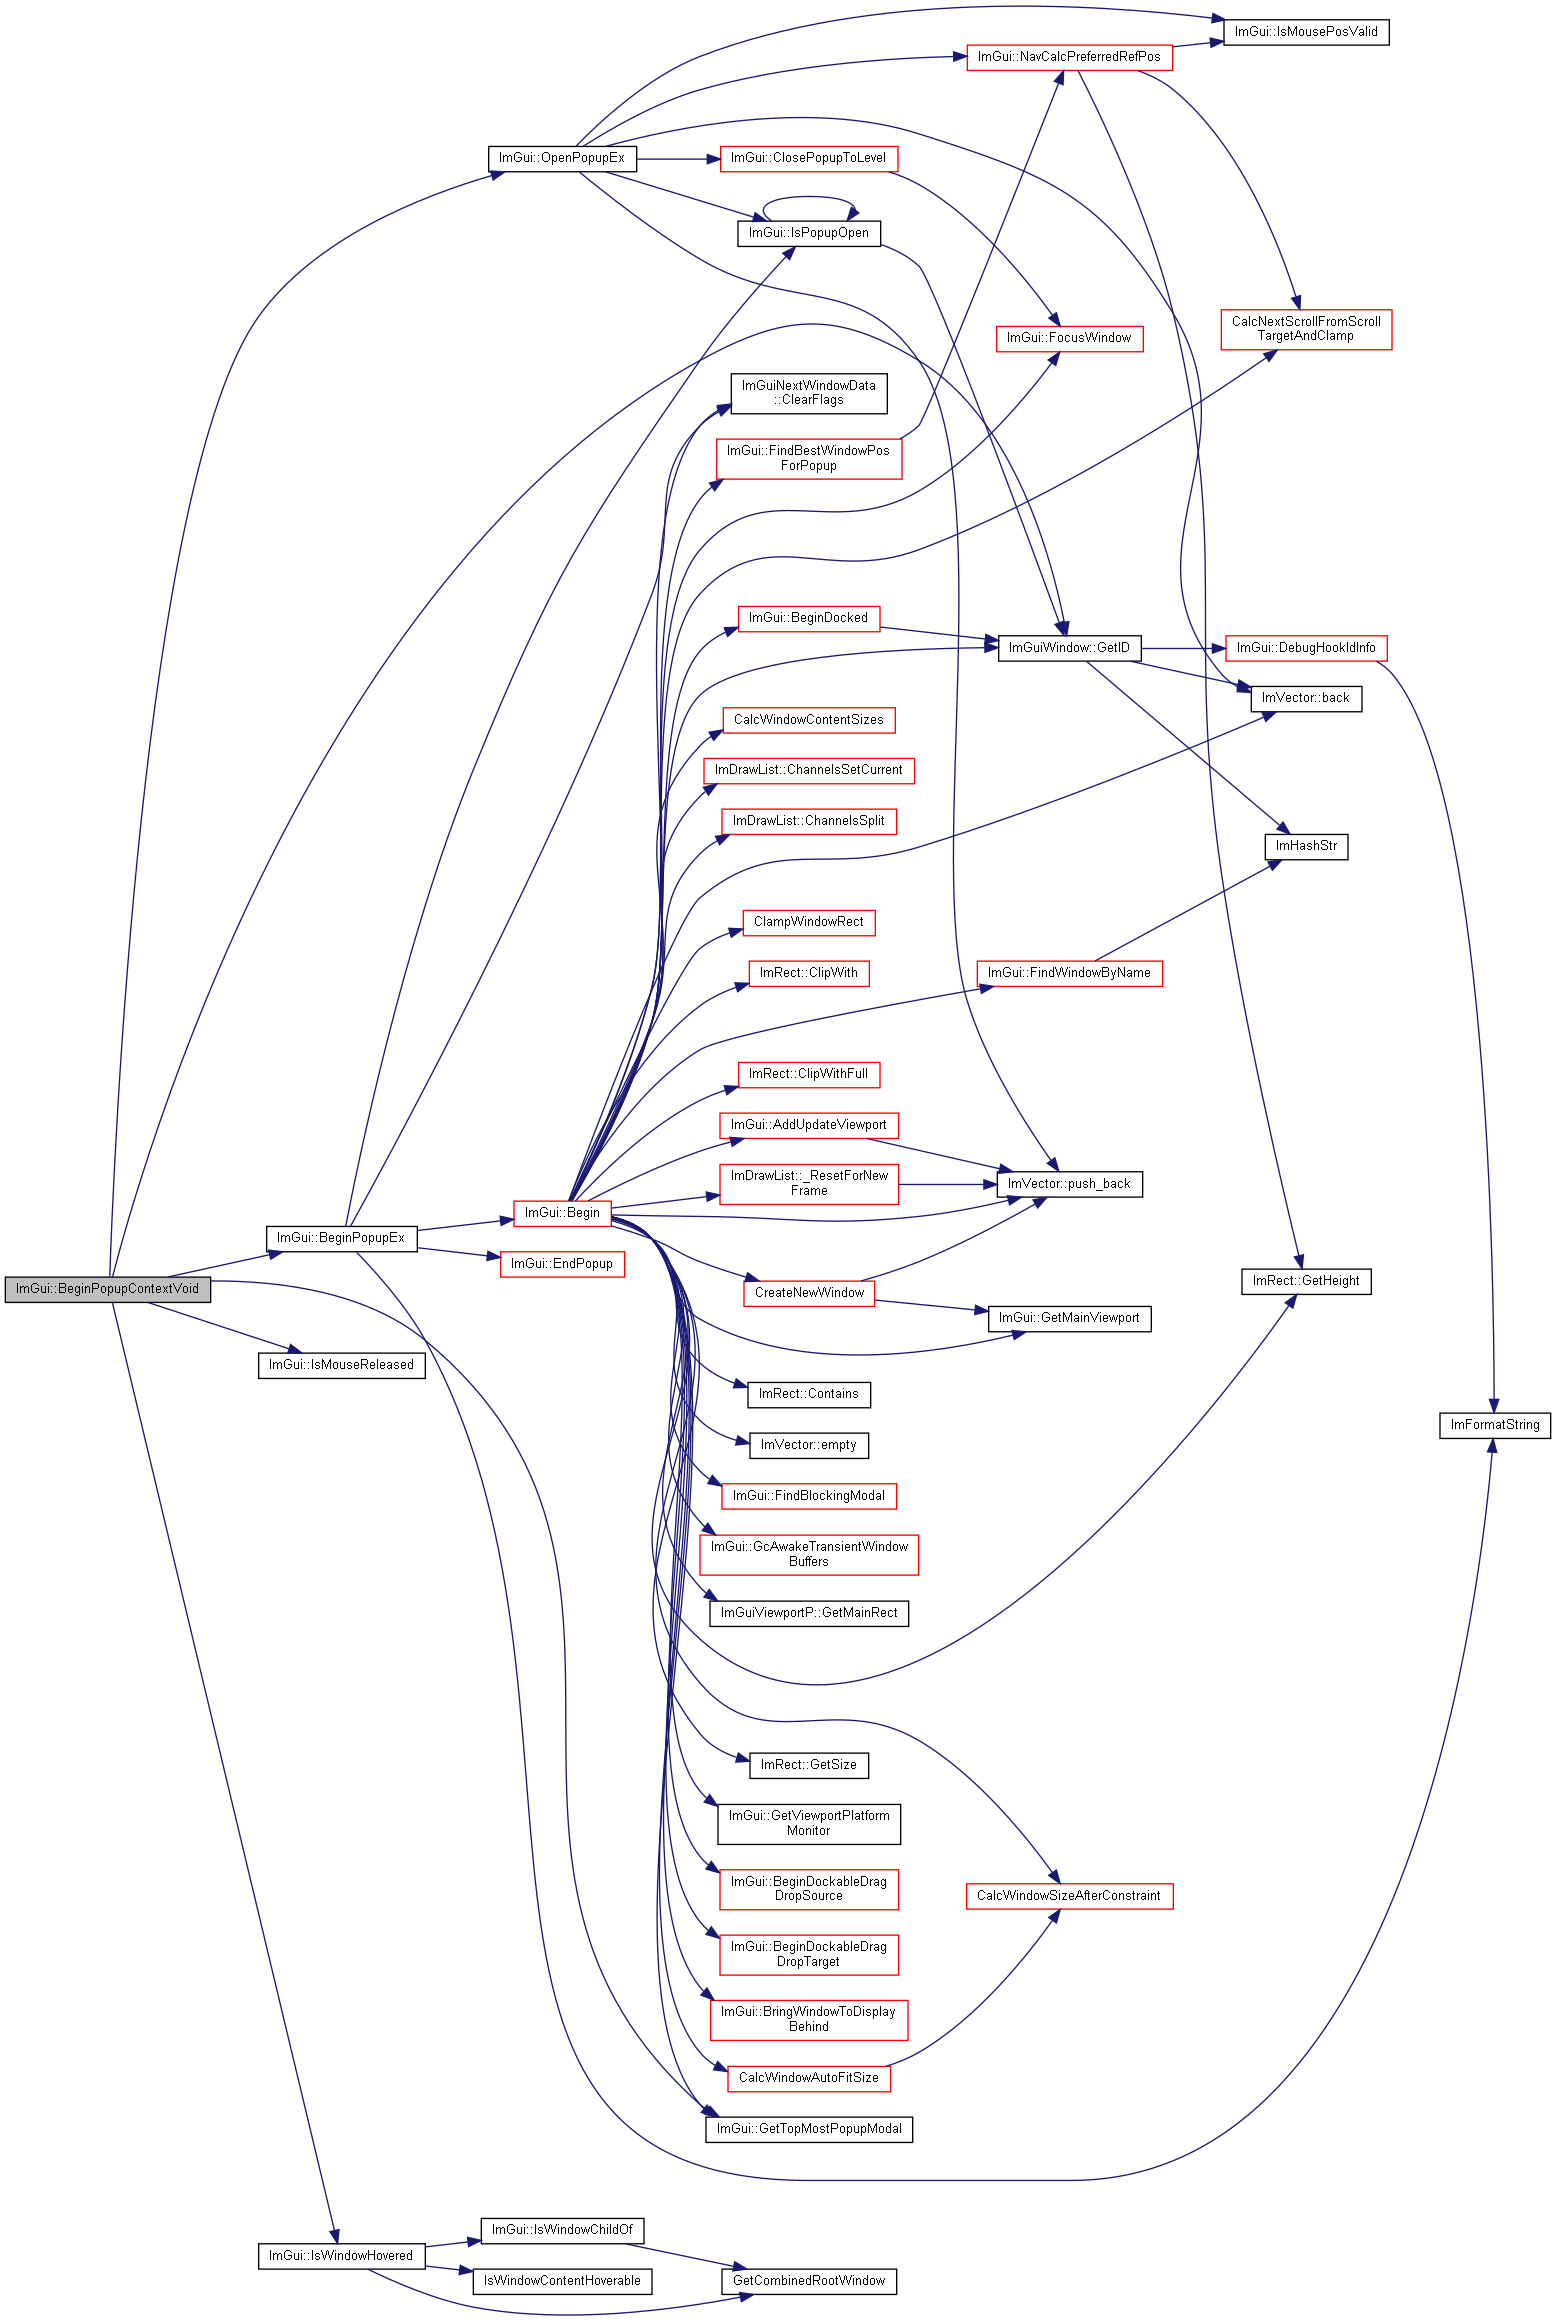 ImGui::IsMousePosValid
ImGui::NavCalcPreferredRefPos
ImGui::OpenPopupEx
ImGui::ClosePopupToLevel
ImGui::IsPopupOpen
CalcNextScrollFromScroll
TargetAndClamp
ImGui::FocusWindow
ImGuiNextWindowData
::ClearFlags
ImGui::FindBestWindowPos
ForPopup
ImGui::BeginDocked
ImGuiWindow::GetID
ImGui::DebugHookIdInfo
ImVector::back
CalcWindowContentSizes
ImDrawList::ChannelsSetCurrent
ImDrawList::ChannelsSplit
ImHashStr
ClampWindowRect
ImRect::ClipWith
ImGui::FindWindowByName
ImRect::ClipWithFull
ImGui::AddUpdateViewport
ImDrawList::_ResetForNew
Frame
ImVector::push_back
ImGui::Begin
ImGui::BeginPopupEx
ImGui::EndPopup
ImGui::BeginPopupContextVoid
CreateNewWindow
ImRect::GetHeight
ImGui::GetMainViewport
ImGui::IsMouseReleased
ImRect::Contains
ImFormatString
ImVector::empty
ImGui::FindBlockingModal
ImGui::GcAwakeTransientWindow
Buffers
ImGuiViewportP::GetMainRect
ImRect::GetSize
ImGui::GetViewportPlatform
Monitor
ImGui::BeginDockableDrag
DropSource
CalcWindowSizeAfterConstraint
ImGui::BeginDockableDrag
DropTarget
ImGui::BringWindowToDisplay
Behind
CalcWindowAutoFitSize
ImGui::GetTopMostPopupModal
ImGui::IsWindowChildOf
ImGui::IsWindowHovered
IsWindowContentHoverable
GetCombinedRootWindow